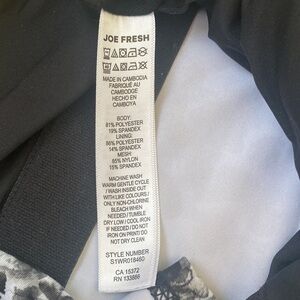 JOE FRESH
MADE IN CAMBODIA
FABRIQUÉ AU
CAMBODGE
HECHO EN
CAMBOYA
BODY:
81% POLYESTER
19% SPANDEX
LINING:
86% POLYESTER
14% SPANDEX
MESH:
85% NYLON
15% SPANDEX
MACHINE WASH
WARM GENTLE CYCLE
/ WASH INSIDE OUT
WITH LIKE COLOURS /
ONLY NON-CHLORINE
BLEACH WHEN
NEEDED / TUMBLE
DRY LOW / COOL IRON
IF NEEDED / DO NOT
IRON ON PRINT/ DO
NOT DRY CLEAN
STYLE NUMBER
S1WR018460
CA 15372
RN 133886